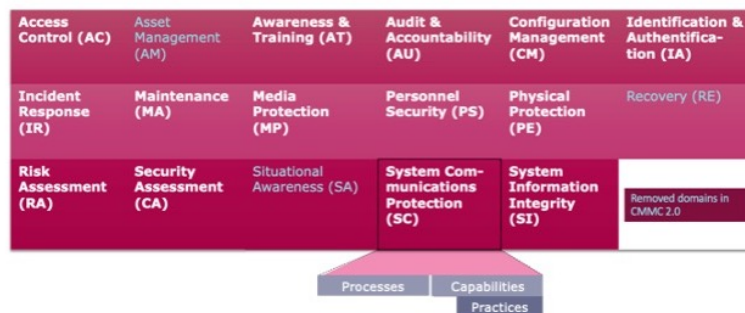 Access
Control (AC)
Asset
Management
(AM)
Awareness &
Training (AT)
Audit &
Accountability
(AU)
Configuration
Management
(CM)
Identification &
Authentifica-
tion (IA)
Incident
Response
(IR)
Maintenance
(MA)
Media
Protection
(MP)
Personnel
Security (PS)
Physical
Protection
(PE)
Recovery (RE)
Risk
Assessment
(RA)
Security
Assessment
(CA)
Situational
Awareness (SA)
System Com-
munications
Protection
(SC)
System
Information
Integrity
(SI)
Removed domains in
CMMC 2.0
Processes
Capabilities
Practices